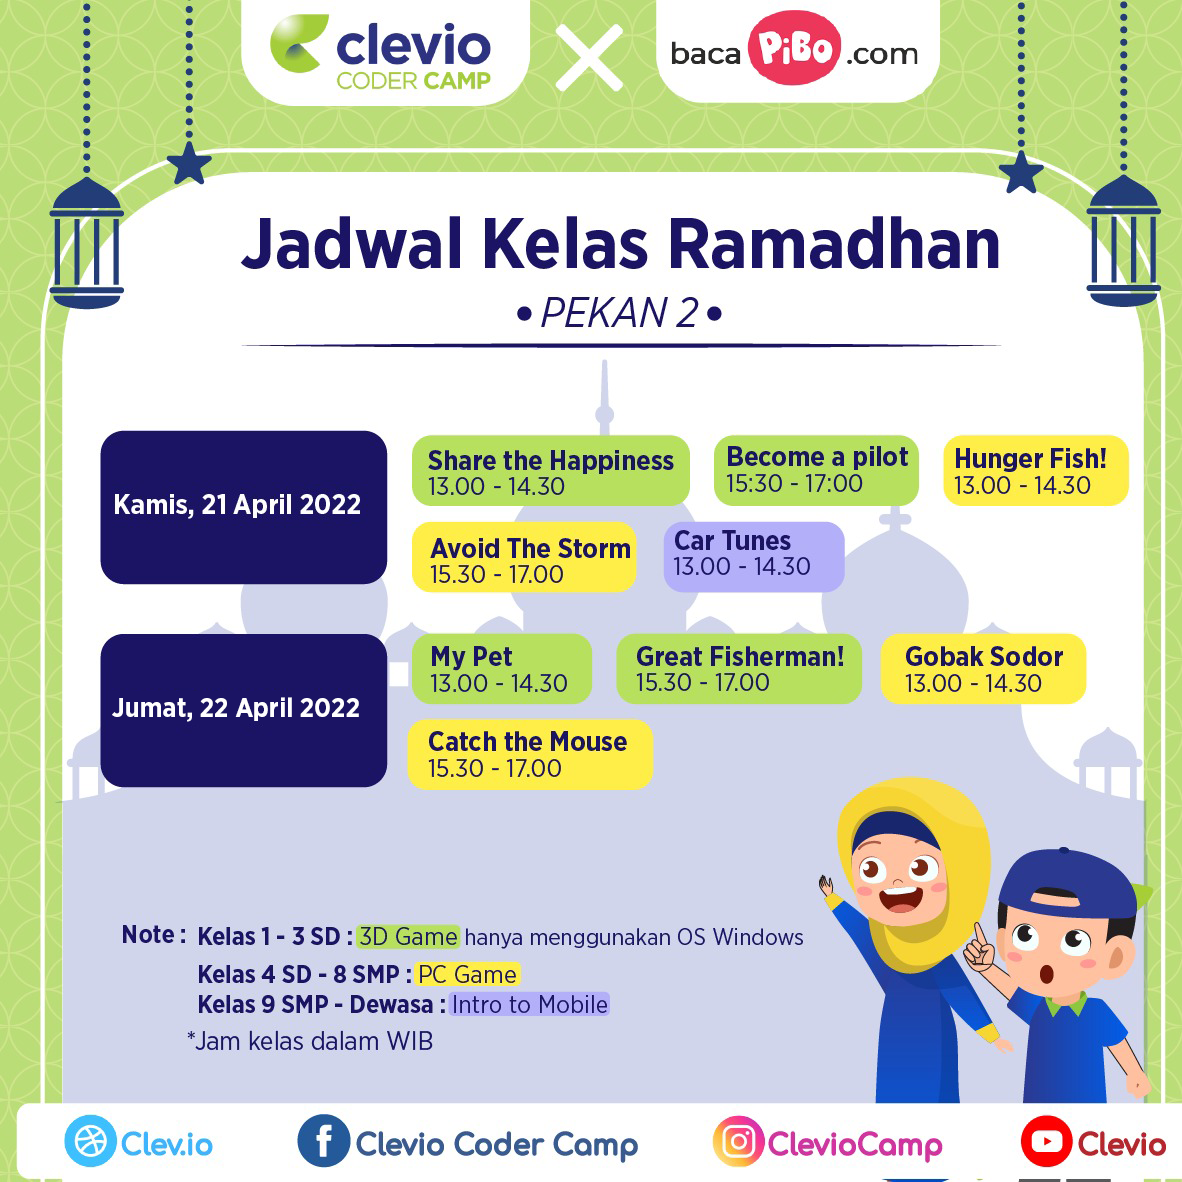 clevio
CODER CAMP
baca PiBO .com
Jadwal Kelas Ramadhan
• PEKAN 2 •
Kamis, 21 April 2022
Share the Happiness
13.00 - 14.30
Become a pilot
15:30 - 17:00
Hunger Fish!
13.00 - 14.30
Avoid The Storm
15.30 - 17.00
Car Tunes
13.00 - 14.30
Jumat, 22 April 2022
My Pet
13.00 - 14.30
Great Fisherman!
15.30 - 17.00
Gobak Sodor
13.00 - 14.30
Catch the Mouse
15.30 - 17.00
Note : Kelas 1 - 3 SD : 3D Game hanya menggunakan OS Windows
Kelas 4 SD - 8 SMP : PC Game
Kelas 9 SMP - Dewasa : Intro to Mobile
*Jam kelas dalam WIB
Clev.io
Clevio Coder Camp
ClevioCamp
Clevio